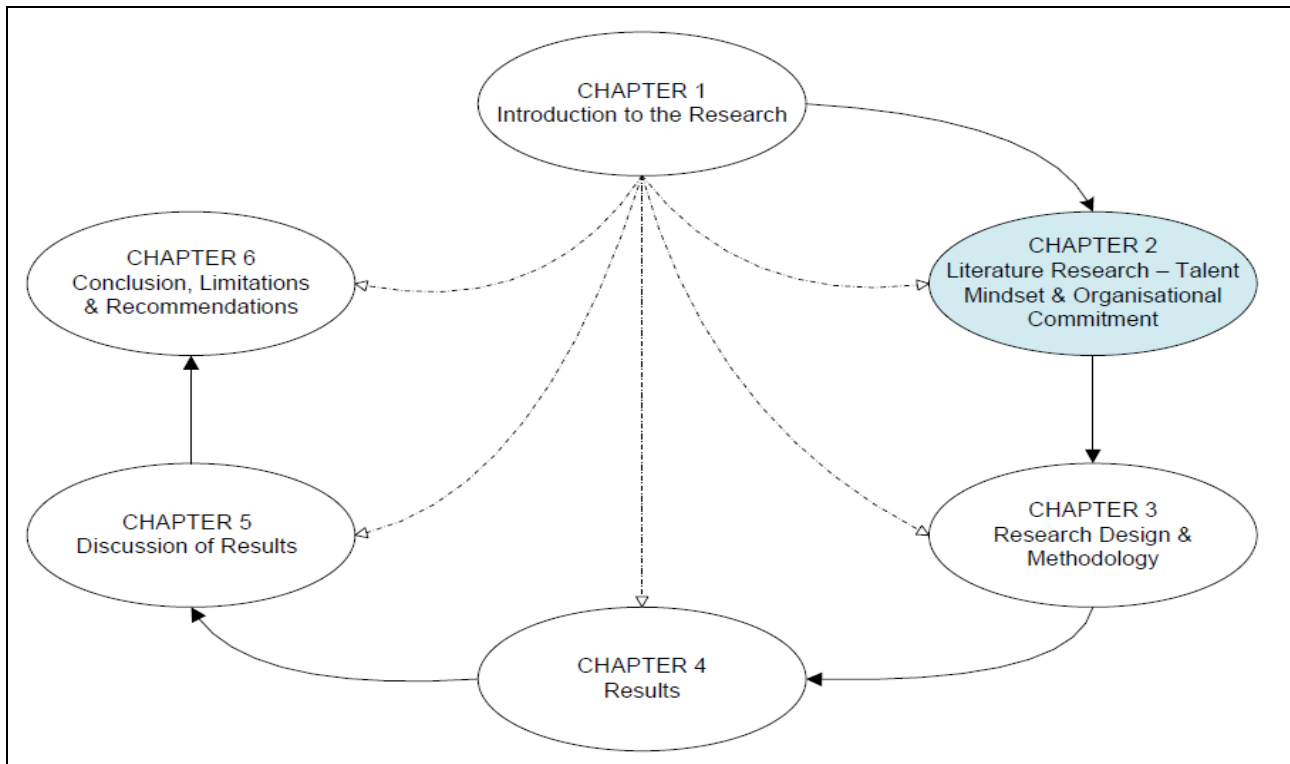 CHAPTER 1
Introduction to the Research
CHAPTER 2
Literature Research – Talent
Mindset & Organisational
Commitment
CHAPTER 3
Research Design &
Methodology
CHAPTER 4
Results
CHAPTER 5
Discussion of Results
CHAPTER 6
Conclusion, Limitations
& Recommendations